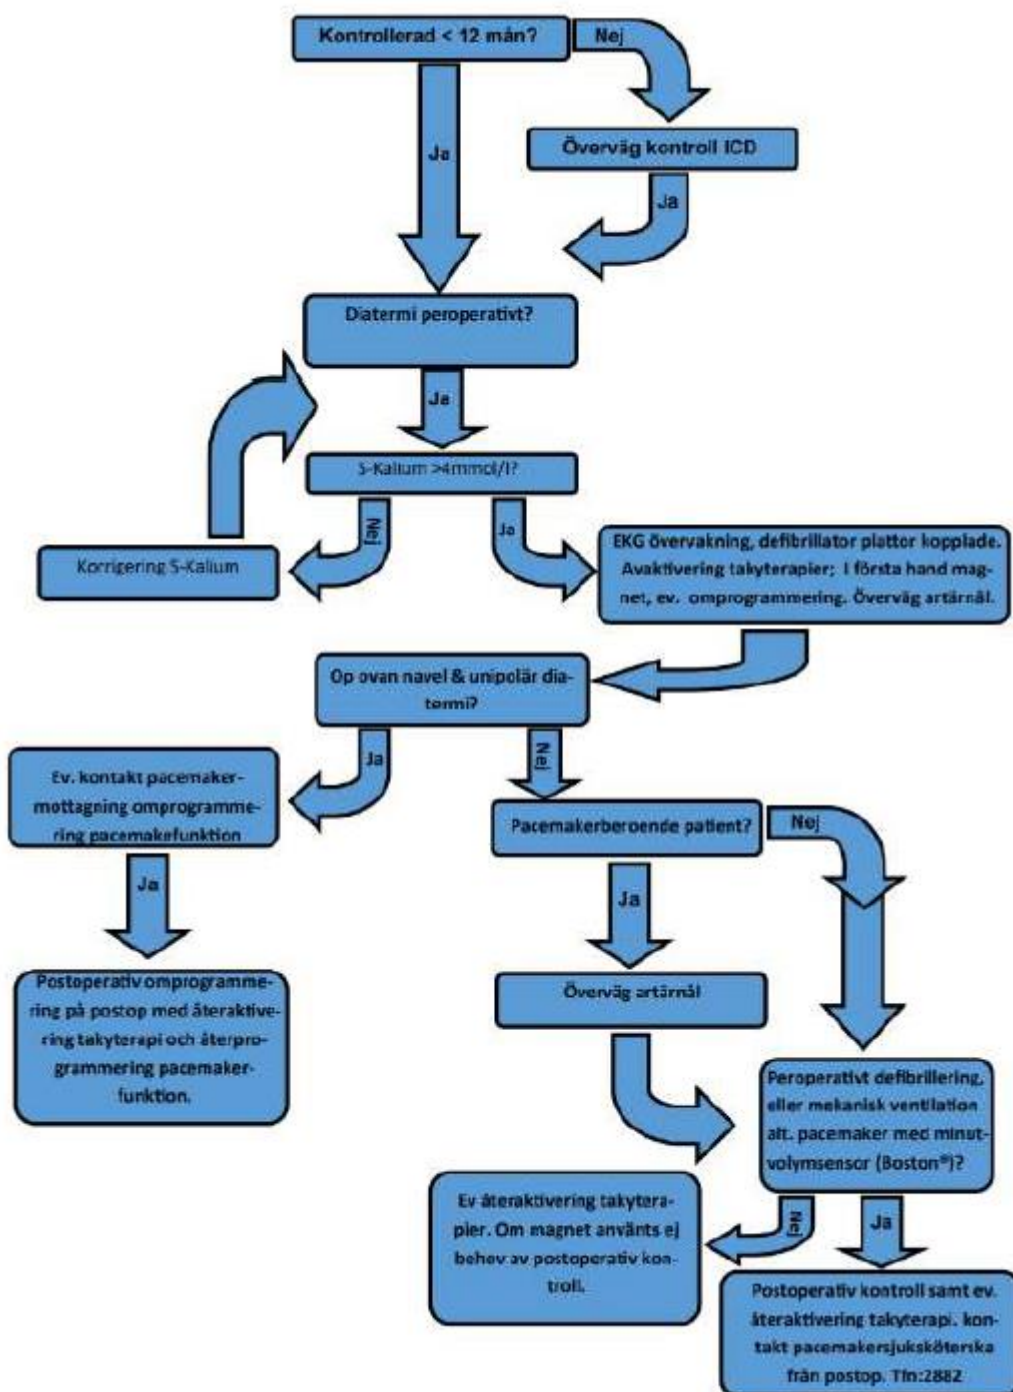 Kontrollerad < 12 mån?
Nej
Ja
Överväg kontroll ICD
Ja
Diatermi peroperativt?
Ja
S-Kalium >4mmol/l?
Nej
Ja
Korrigering S-Kalium
EKG övervakning, defibrillator plattor kopplade.
Avaktivering takyterapier; I första hand mag-
net, ev. omprogrammering. Överväg artärnål.
Op ovan navel & unipolär dia-
termi?
Ja
Nej
Ev. kontakt pacemaker-
mottagning omprogramme-
ring pacemakefunktion
Pacemakerberoende patient?
Nej
Ja
Ja
Postoperativ omprogramme-
ring på postop med återaktive-
ring takyterapi och återpro-
grammering pacemaker-
funktion.
Överväg artärnål
Peroperativt defibrillering,
eller mekanisk ventilation
alt. pacemaker med minut-
volymsensor (Boston®)?
Nej
Ja
Ev återaktivering takytera-
pier. Om magnet använts ej
behov av postoperativ kon-
troll.
Postoperativ kontroll samt ev.
återaktivering takyterapi. kon-
takt pacemakersjuksköterska
från postop. Tfn:2882